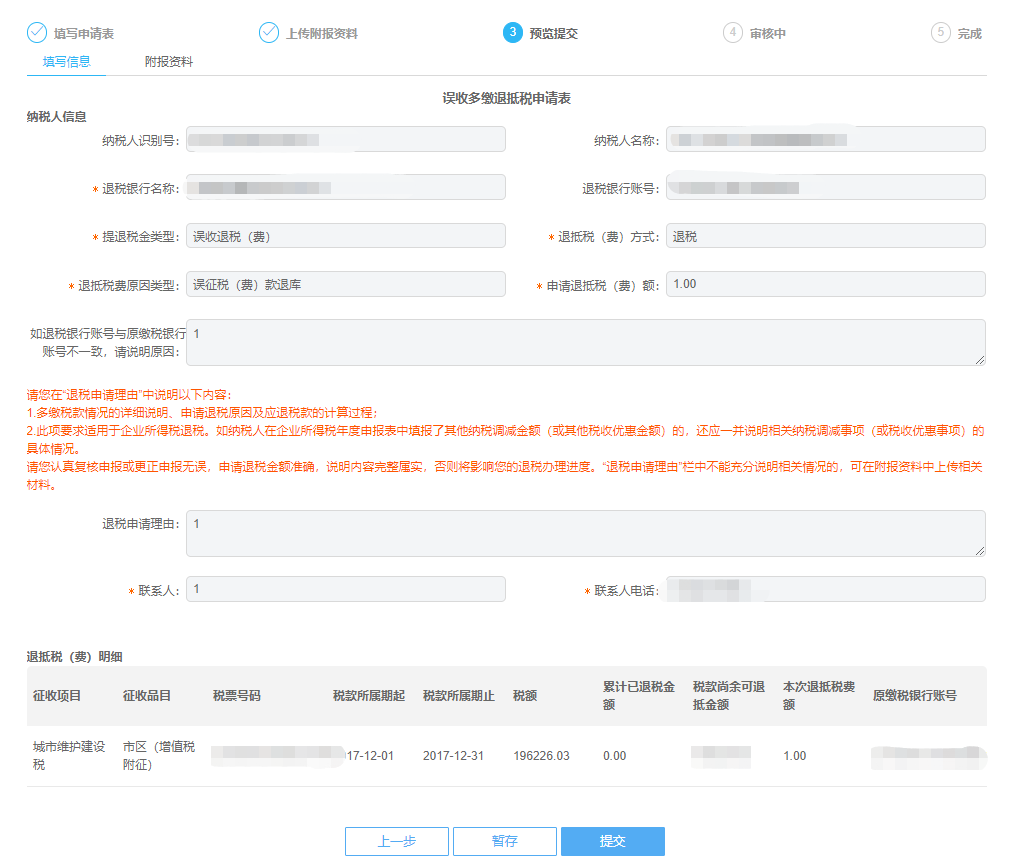 填写申请表 上传附报资料 3 预览提交 4 审核中 5 完成
填写信息 附报资料
误收多缴退抵税申请表
纳税人信息
纳税人识别号： 纳税人名称：
* 退税银行名称： 退税银行账号：
* 提退税金类型： 误收退税（费） * 退抵税（费）方式： 退税
* 退抵税费原因类型： 误征税（费）款退库 * 申请退抵税（费）额： 1.00
如退税银行账号与原缴税银行 1
账号不一致，请说明原因：
请您在“退税申请理由”中说明以下内容：
1.多缴税款情况的详细说明、申请退税原因及应退税款的计算过程；
2.此项要求适用于企业所得税退税。如纳税人在企业所得税年度申报表中填报了其他纳税调减金额（或其他税收优惠金额）的，还应一并说明相关纳税调减事项（或税收优惠事项）的
具体情况。
请您认真复核申报或更正申报无误，申请退税金额准确，说明内容完整属实，否则将影响您的退税办理进度。“退税申请理由”栏中不能充分说明相关情况的，可在附报资料中上传相关
材料。
退税申请理由： 1
* 联系人： 1 * 联系人电话：
退抵税（费）明细
征收项目 征收品目 税票号码 税款所属期起 税款所属期止 税额 累计已退税金 税款尚余可退 本次退抵税费 原缴税银行账号
额 抵金额 额
城市维护建设 市区（增值税 17-12-01 2017-12-31 196226.03 0.00 1.00
税 附征）
上一步 暂存 提交